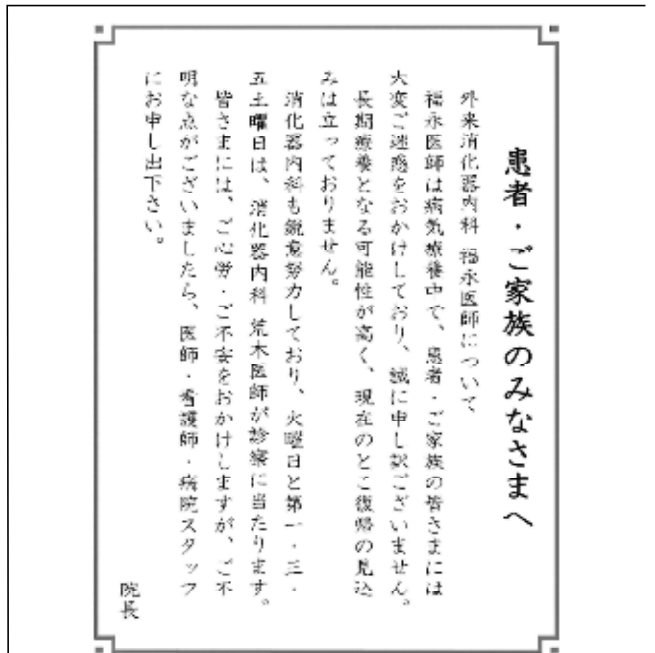 患者・ご家族のみなさまへ
外来消化器内科 福永医師について、
福永医師は病気療養中で、患者・ご家族の皆さまには
大変ご迷惑をおかけしており、誠に申し訳ございません。
長期療養となる可能性が高く、現在のとこ復帰の見込
みは立っておりません。
消化器内科も鋭意努力しており、火曜日と第一・三・
五土曜日は、消化器内科 荒木医師が診察に当たります。
皆さまには、ご心労・ご不安をおかけしますが、ご不
明な点がございましたら、医師・看護師・病院スタッフ
にお申し出下さい。
院長